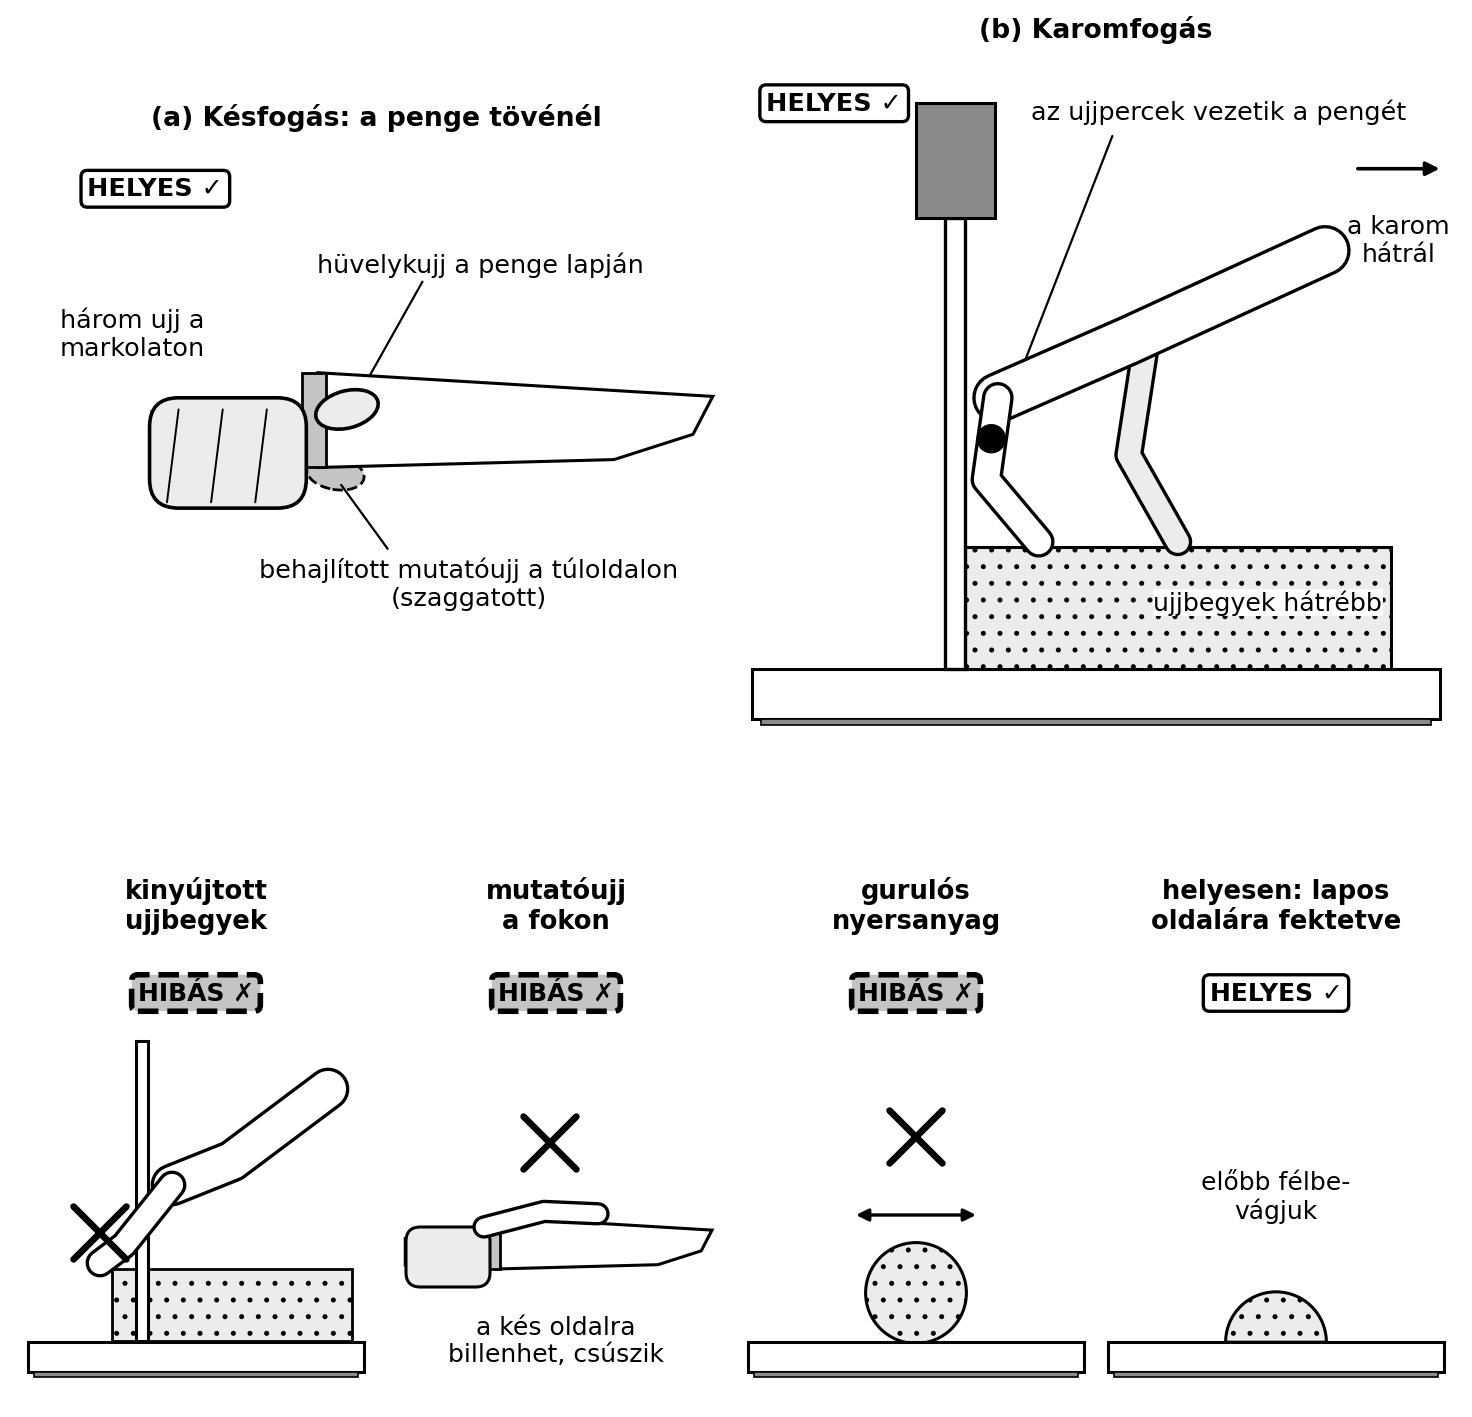 (b) Karomfogás
(a) Késfogás: a penge tövénél
HELYES ✓
hüvelykujj a penge lapján
három ujj a
markolaton
behajlított mutatóujj a túloldalon
(szaggatott)
HELYES ✓
az ujjpercek vezetik a pengét
a karom
hátrál
ujjbegyek hátrébb
kinyújtott
ujjbegyek
HIBÁS ✗
mutatóujj
a fokon
HIBÁS ✗
a kés oldalra
billenhet, csúszik
gurulós
nyersanyag
HIBÁS ✗
helyesen: lapos
oldalára fektetve
HELYES ✓
előbb félbe-
vágjuk